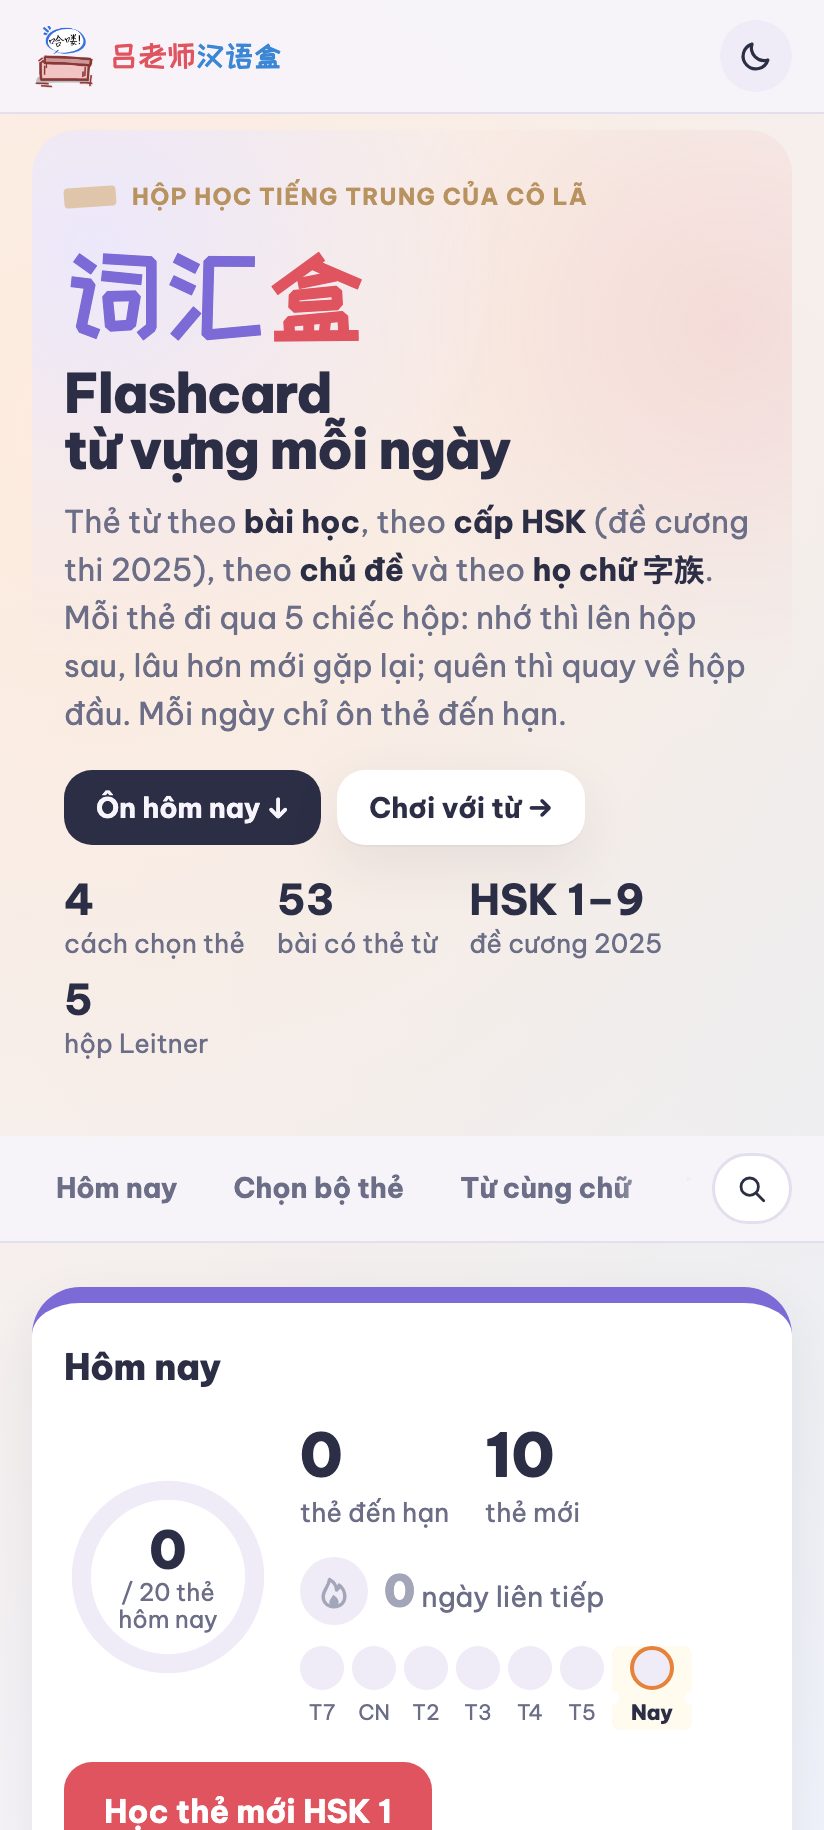 哈喽!
吕老师汉语盒
HỘP HỌC TIẾNG TRUNG CỦA CÔ LÃ
词汇盒
Flashcard
từ vựng mỗi ngày
Thẻ từ theo bài học, theo cấp HSK (đề cương
thi 2025), theo chủ đề và theo họ chữ 字族.
Mỗi thẻ đi qua 5 chiếc hộp: nhớ thì lên hộp
sau, lâu hơn mới gặp lại; quên thì quay về hộp
đầu. Mỗi ngày chỉ ôn thẻ đến hạn.
Ôn hôm nay ↓ Chơi với từ →
4 53 HSK 1–9
cách chọn thẻ bài có thẻ từ đề cương 2025
5
hộp Leitner
Hôm nay Chọn bộ thẻ Từ cùng chữ
Hôm nay
0 10
thẻ đến hạn thẻ mới
0
/ 20 thẻ
hôm nay
0 ngày liên tiếp
T7 CN T2 T3 T4 T5 Nay
Học thẻ mới HSK 1